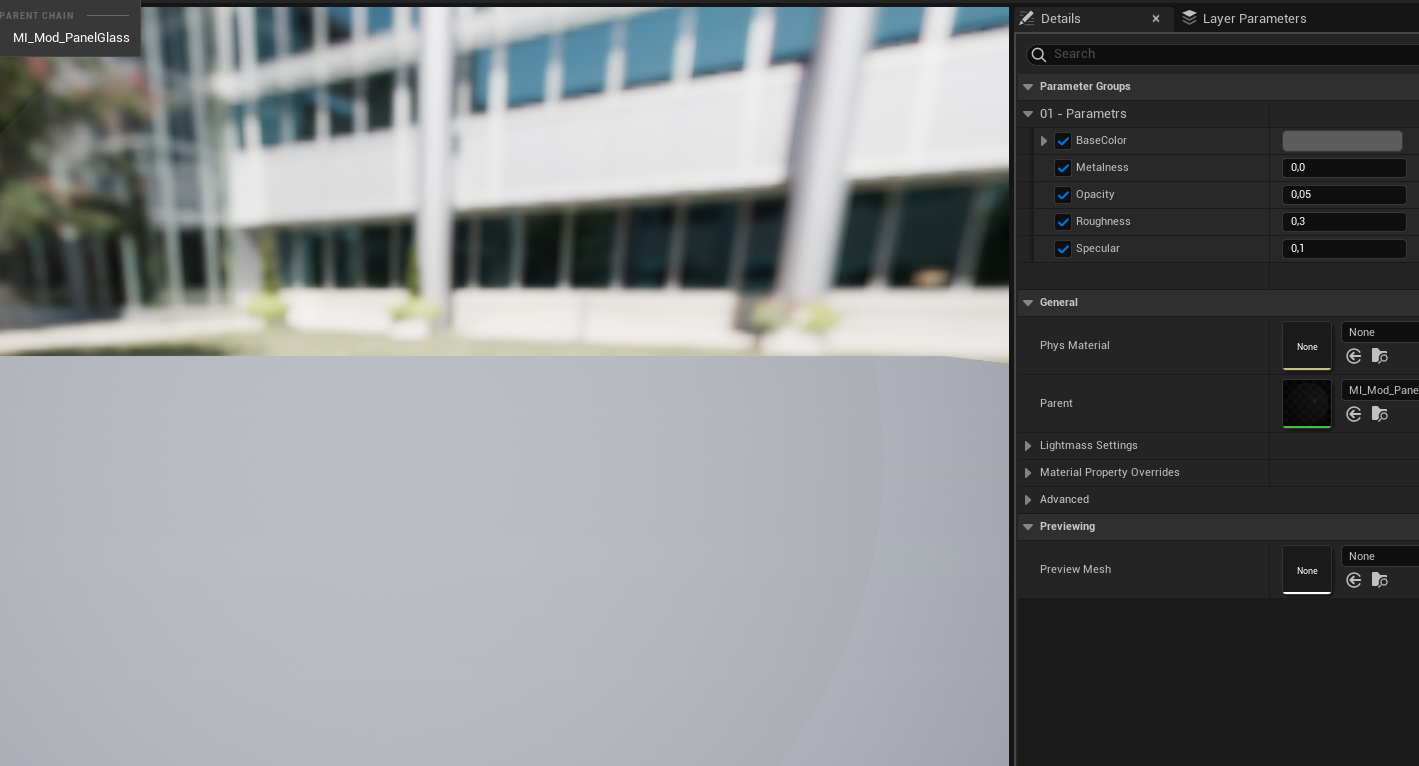 PARENT CHAIN
MI_Mod_PanelGlass
Details
Layer Parameters
Search
Parameter Groups
01 - Parametrs
BaseColor
Metalness 0,0
Opacity 0,05
Roughness 0,3
Specular 0,1
General
Phys Material None None
Parent MI_Mod_Pane
Lightmass Settings
Material Property Overrides
Advanced
Previewing
Preview Mesh None None